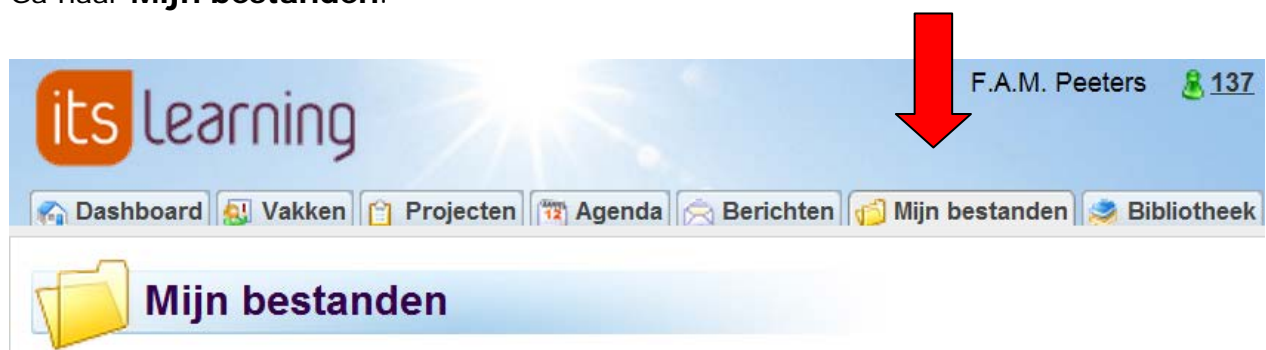 Ga naar Mijn bestanden.
its learning
F.A.M. Peeters 137
Dashboard Vakken Projecten Agenda Berichten Mijn bestanden Bibliotheek
Mijn bestanden